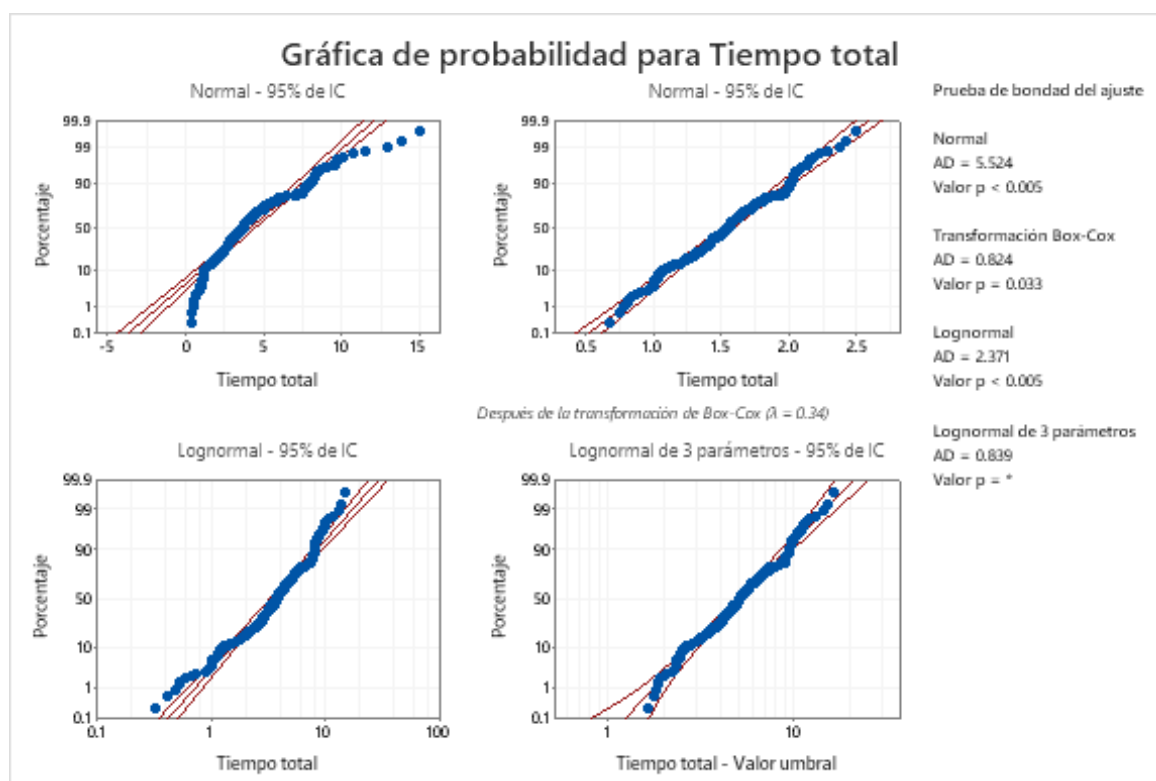 Gráfica de probabilidad para Tiempo total
Normal - 95% de IC
99.9
99
90
50
10
1
0.1
Porcentaje
-5
0
5
10
15
Tiempo total
Normal - 95% de IC
99.9
99
90
50
10
1
0.1
Porcentaje
0.5
1.0
1.5
2.0
2.5
Tiempo total
Después de la transformación de Box-Cox (λ = 0.34)
Lognormal - 95% de IC
99.9
99
90
50
10
1
0.1
Porcentaje
0.1
1
10
100
Tiempo total
Lognormal de 3 parámetros - 95% de IC
99.9
99
90
50
10
1
0.1
Porcentaje
1
10
Tiempo total - Valor umbral
Prueba de bondad del ajuste
Normal
AD = 5.524
Valor p < 0.005
Transformación Box-Cox
AD = 0.824
Valor p = 0.033
Lognormal
AD = 2.371
Valor p < 0.005
Lognormal de 3 parámetros
AD = 0.839
Valor p = *